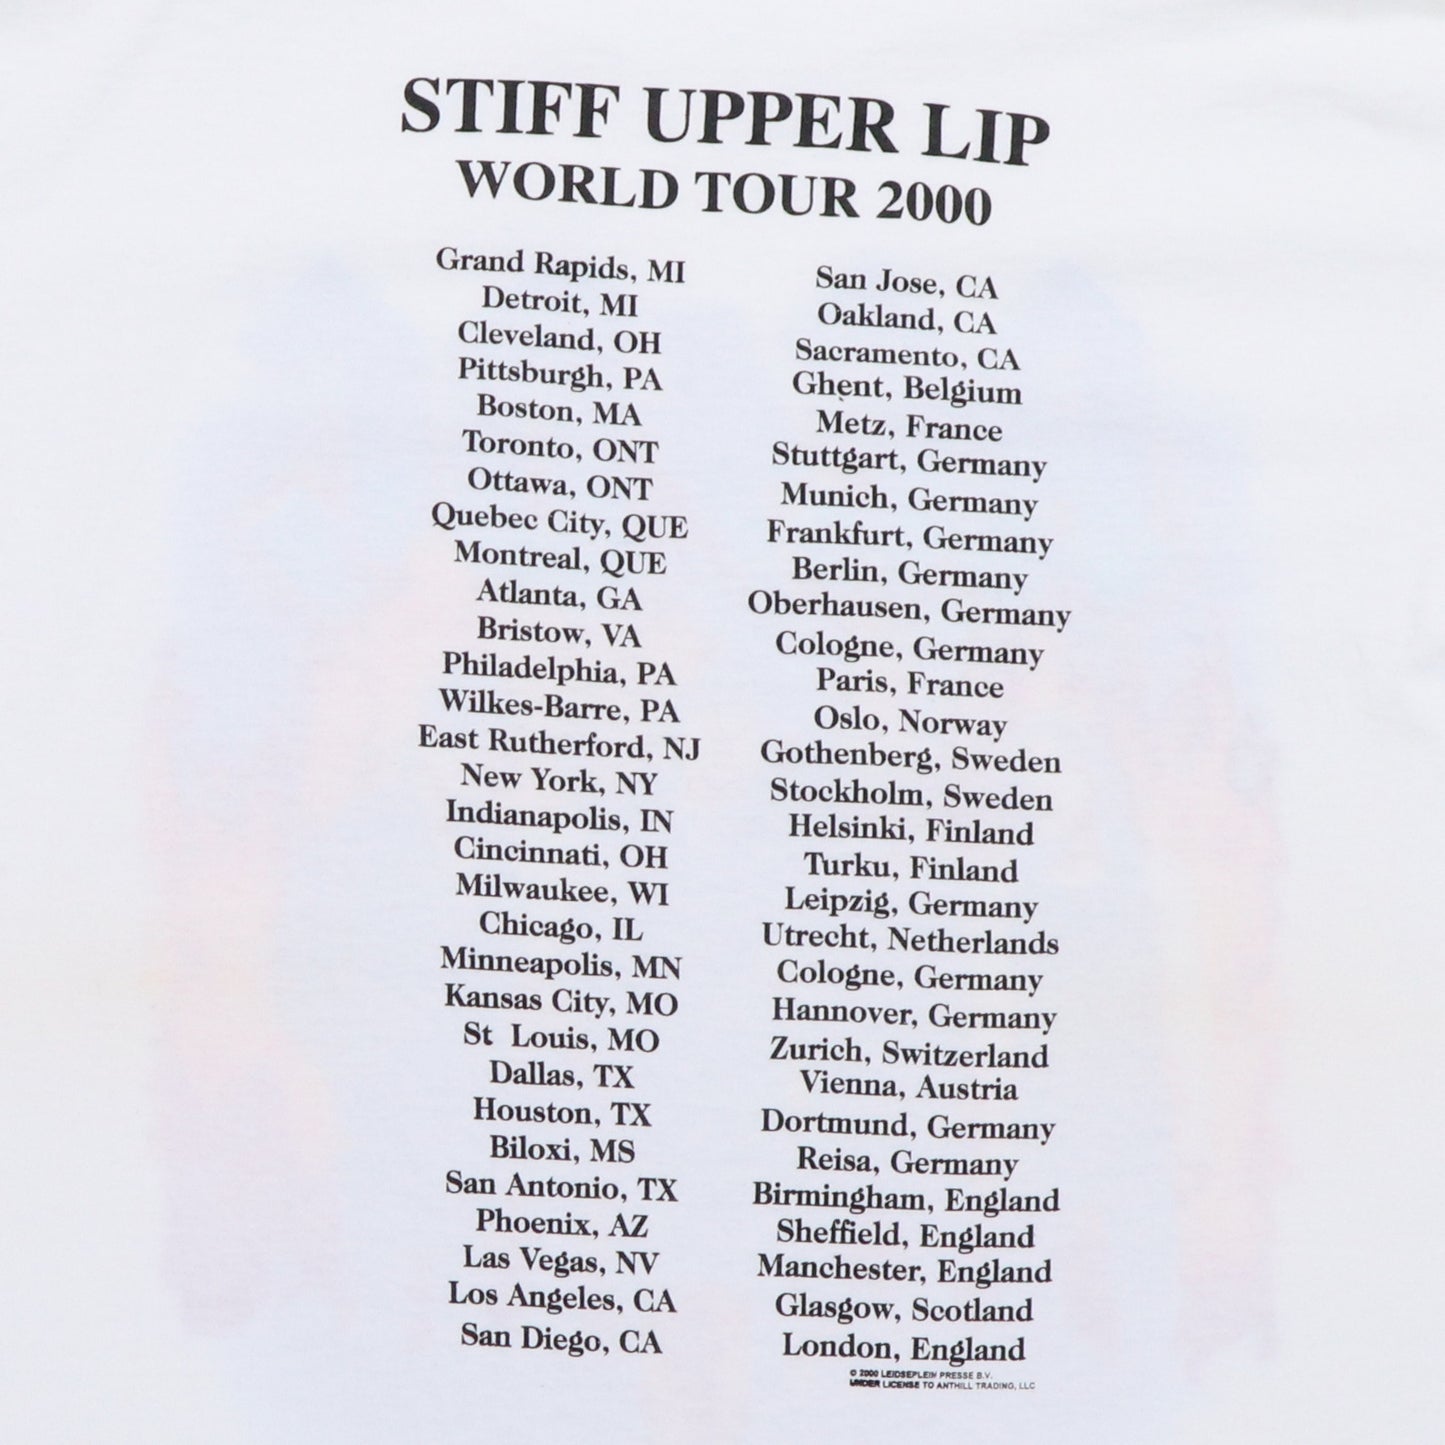 STIFF UPPER LIP
WORLD TOUR 2000
Grand Rapids, MI
Detroit, MI
Cleveland, OH
Pittsburgh, PA
Boston, MA
Toronto, ONT
Ottawa, ONT
Quebec City, QUE
Montreal, QUE
Atlanta, GA
Bristow, VA
Philadelphia, PA
Wilkes-Barre, PA
East Rutherford, NJ
New York, NY
Indianapolis, IN
Cincinnati, OH
Milwaukee, WI
Chicago, IL
Minneapolis, MN
Kansas City, MO
St Louis, MO
Dallas, TX
Houston, TX
Biloxi, MS
San Antonio, TX
Phoenix, AZ
Las Vegas, NV
Los Angeles, CA
San Diego, CA
San Jose, CA
Oakland, CA
Sacramento, CA
Ghent, Belgium
Metz, France
Stuttgart, Germany
Munich, Germany
Frankfurt, Germany
Berlin, Germany
Oberhausen, Germany
Cologne, Germany
Paris, France
Oslo, Norway
Gothenberg, Sweden
Stockholm, Sweden
Helsinki, Finland
Turku, Finland
Leipzig, Germany
Utrecht, Netherlands
Cologne, Germany
Hannover, Germany
Zurich, Switzerland
Vienna, Austria
Dortmund, Germany
Reisa, Germany
Birmingham, England
Sheffield, England
Manchester, England
Glasgow, Scotland
London, England
© 2000 LEIDSEPLEIN PRESSE B.V.
UNDER LICENSE TO ANTHILL TRADING, LLC